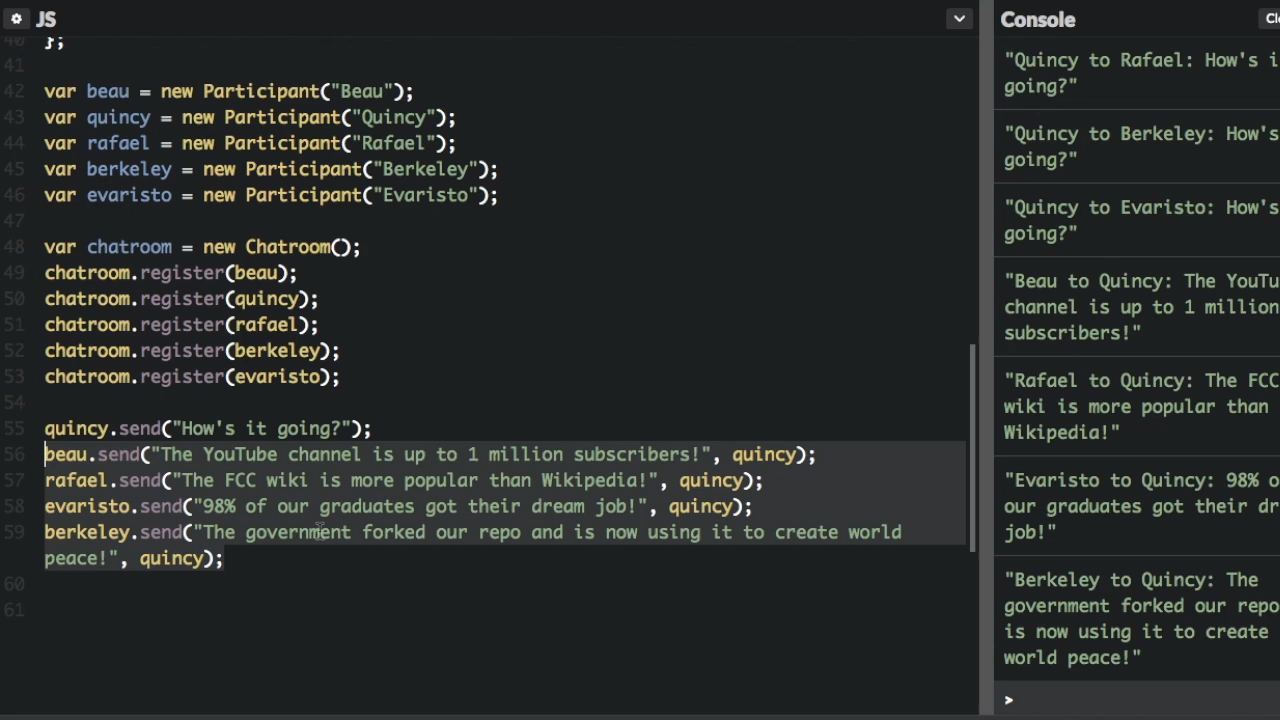 JS
40 };
41
42 var beau = new Participant("Beau");
43 var quincy = new Participant("Quincy");
44 var rafael = new Participant("Rafael");
45 var berkeley = new Participant("Berkeley");
46 var evaristo = new Participant("Evaristo");
47
48 var chatroom = new Chatroom();
49 chatroom.register(beau);
50 chatroom.register(quincy);
51 chatroom.register(rafael);
52 chatroom.register(berkeley);
53 chatroom.register(evaristo);
54
55 quincy.send("How's it going?");
56 beau.send("The YouTube channel is up to 1 million subscribers!", quincy);
57 rafael.send("The FCC wiki is more popular than Wikipedia!", quincy);
58 evaristo.send("98% of our graduates got their dream job!", quincy);
59 berkeley.send("The government forked our repo and is now using it to create world
peace!", quincy);
60
61
Console
"Quincy to Rafael: How's i
going?"
"Quincy to Berkeley: How's
going?"
"Quincy to Evaristo: How's
going?"
"Beau to Quincy: The YouTu
channel is up to 1 million
subscribers!"
"Rafael to Quincy: The FCC
wiki is more popular than
Wikipedia!"
"Evaristo to Quincy: 98% o
our graduates got their dr
job!"
"Berkeley to Quincy: The
government forked our repo
is now using it to create
world peace!"
>